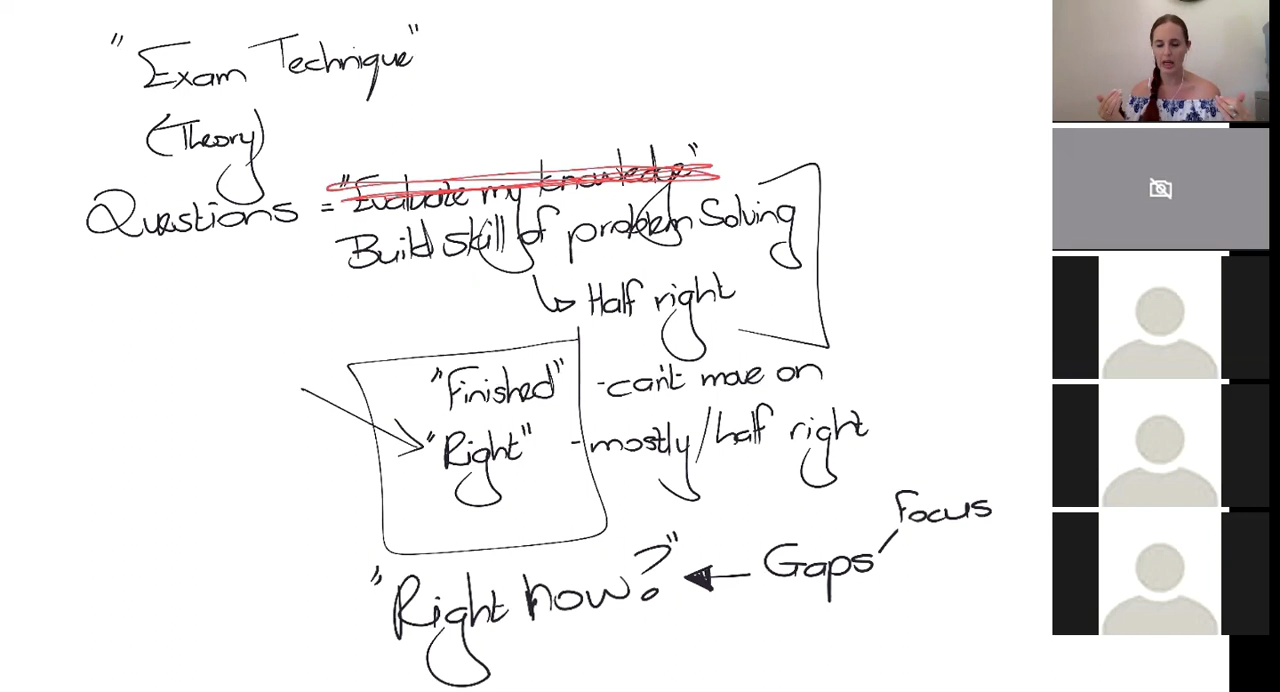 "Exam Technique"
(Theory)
Questions = "Evaluate my knowledge"
Build skill of problem Solving
↳ Half right
"Finished" - can't move on
"Right" - mostly/half right
Focus
"Right now?" ← Gaps